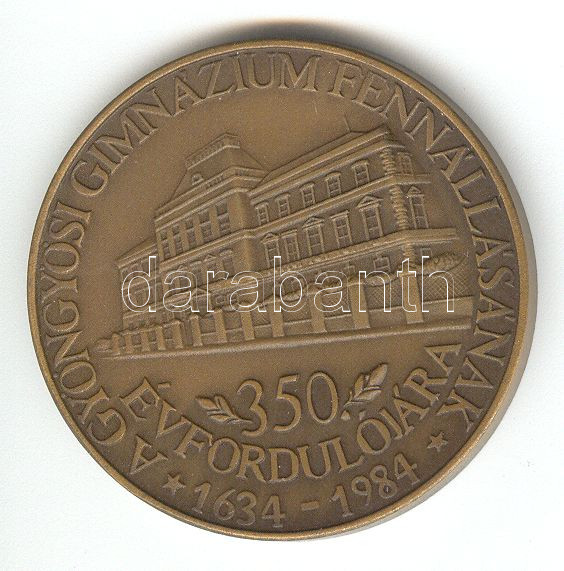 A GYÖNGYÖSI GIMNÁZIUM FENNÁLLÁSÁNAK
350
ÉVFORDULÓJÁRA
★ 1634 - 1984 ★
darabanth